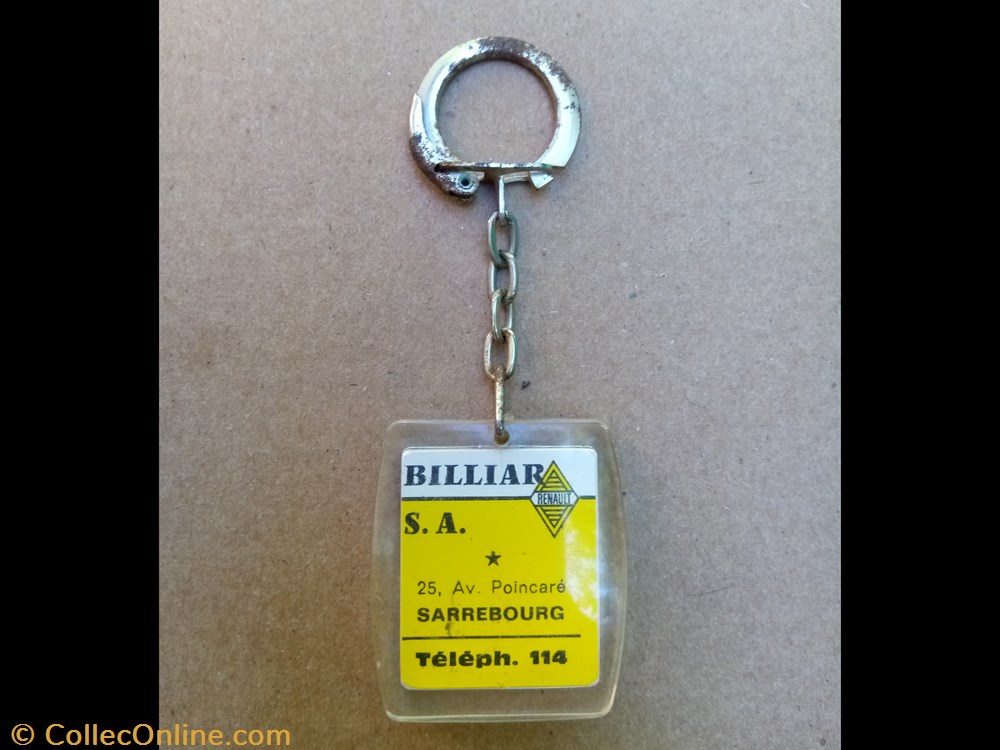 BILLIAR
RENAULT
S. A.
★
25, Av. Poincaré
SARREBOURG
Téléph. 114
© CollecOnline.com